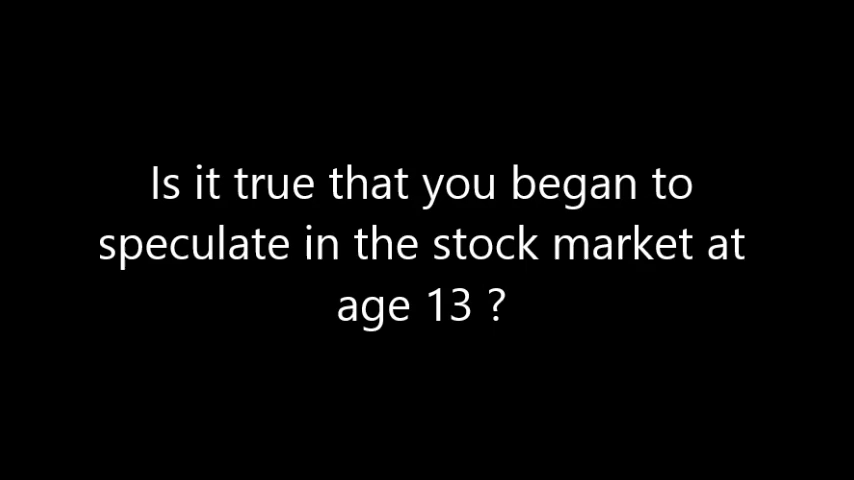 Is it true that you began to
speculate in the stock market at
age 13 ?